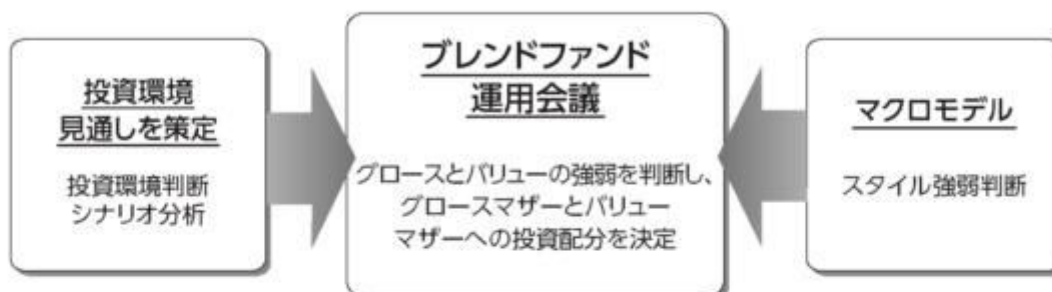 投資環境
見通しを策定
投資環境判断
シナリオ分析
ブレンドファンド
運用会議
グロースとバリューの強弱を判断し、
グロースマザーとバリュー
マザーへの投資配分を決定
マクロモデル
スタイル強弱判断